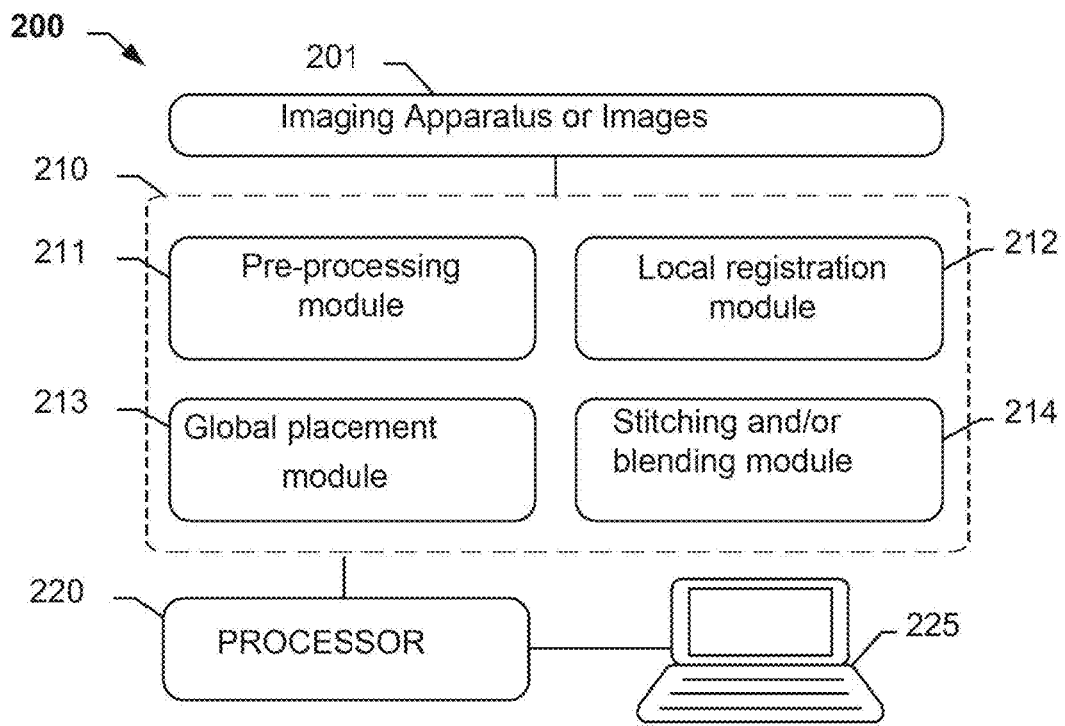 200
201
Imaging Apparatus or Images
210
211
Pre-processing
module
212
Local registration
module
213
Global placement
module
214
Stitching and/or
blending module
220
PROCESSOR
225